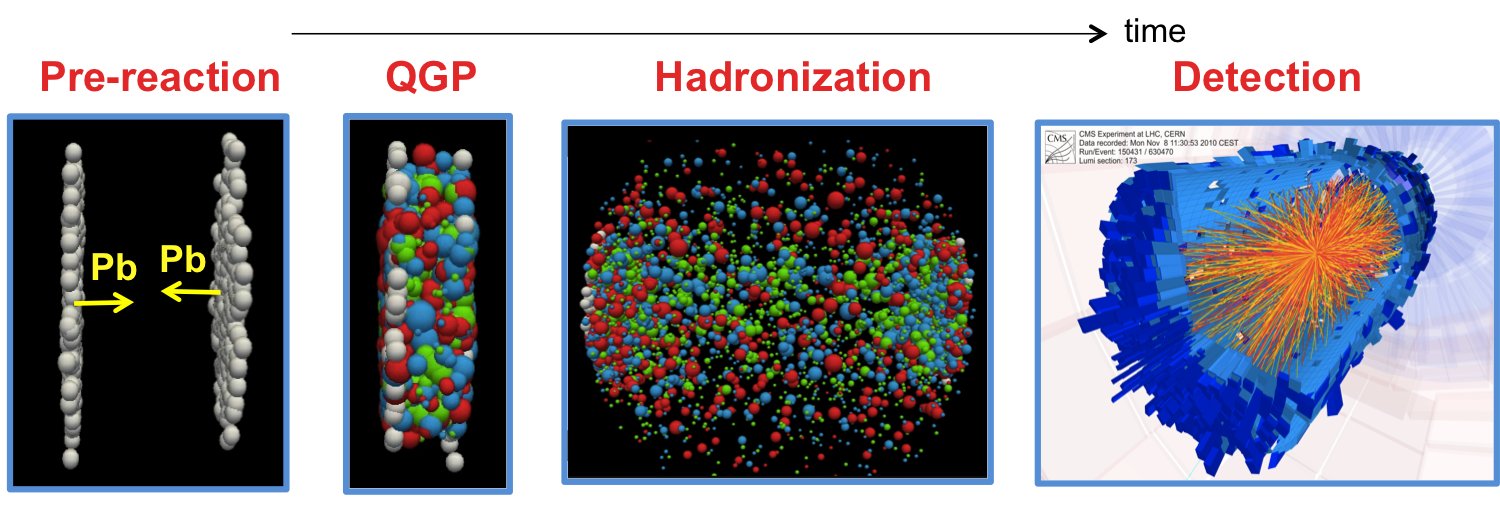 time
Pre-reaction
QGP
Hadronization
Detection
Pb
Pb
CMS
CMS Experiment at LHC, CERN
Data recorded: Mon Nov 8 11:30:53 2010 CEST
Run/Event: 150431 / 630470
Lumi section: 173